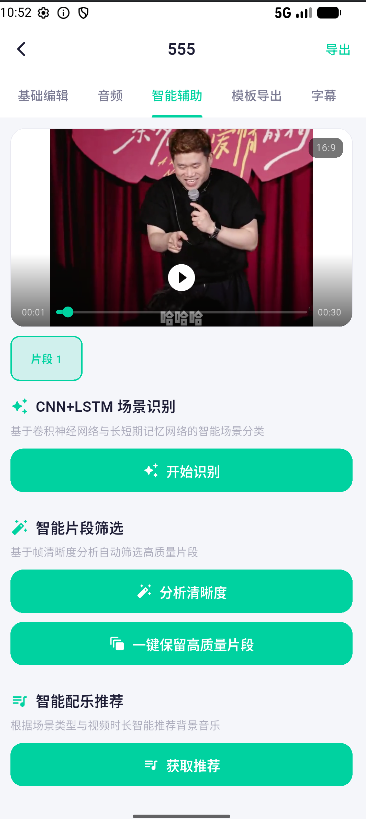 10:52
5G
555
导出
基础编辑 音频 智能辅助 模板导出 字幕
16:9
00:01
00:30
哈哈哈
片段 1
CNN+LSTM 场景识别
基于卷积神经网络与长短期记忆网络的智能场景分类
开始识别
智能片段筛选
基于帧清晰度分析自动筛选高质量片段
分析清晰度
一键保留高质量片段
智能配乐推荐
根据场景类型与视频时长智能推荐背景音乐
获取推荐